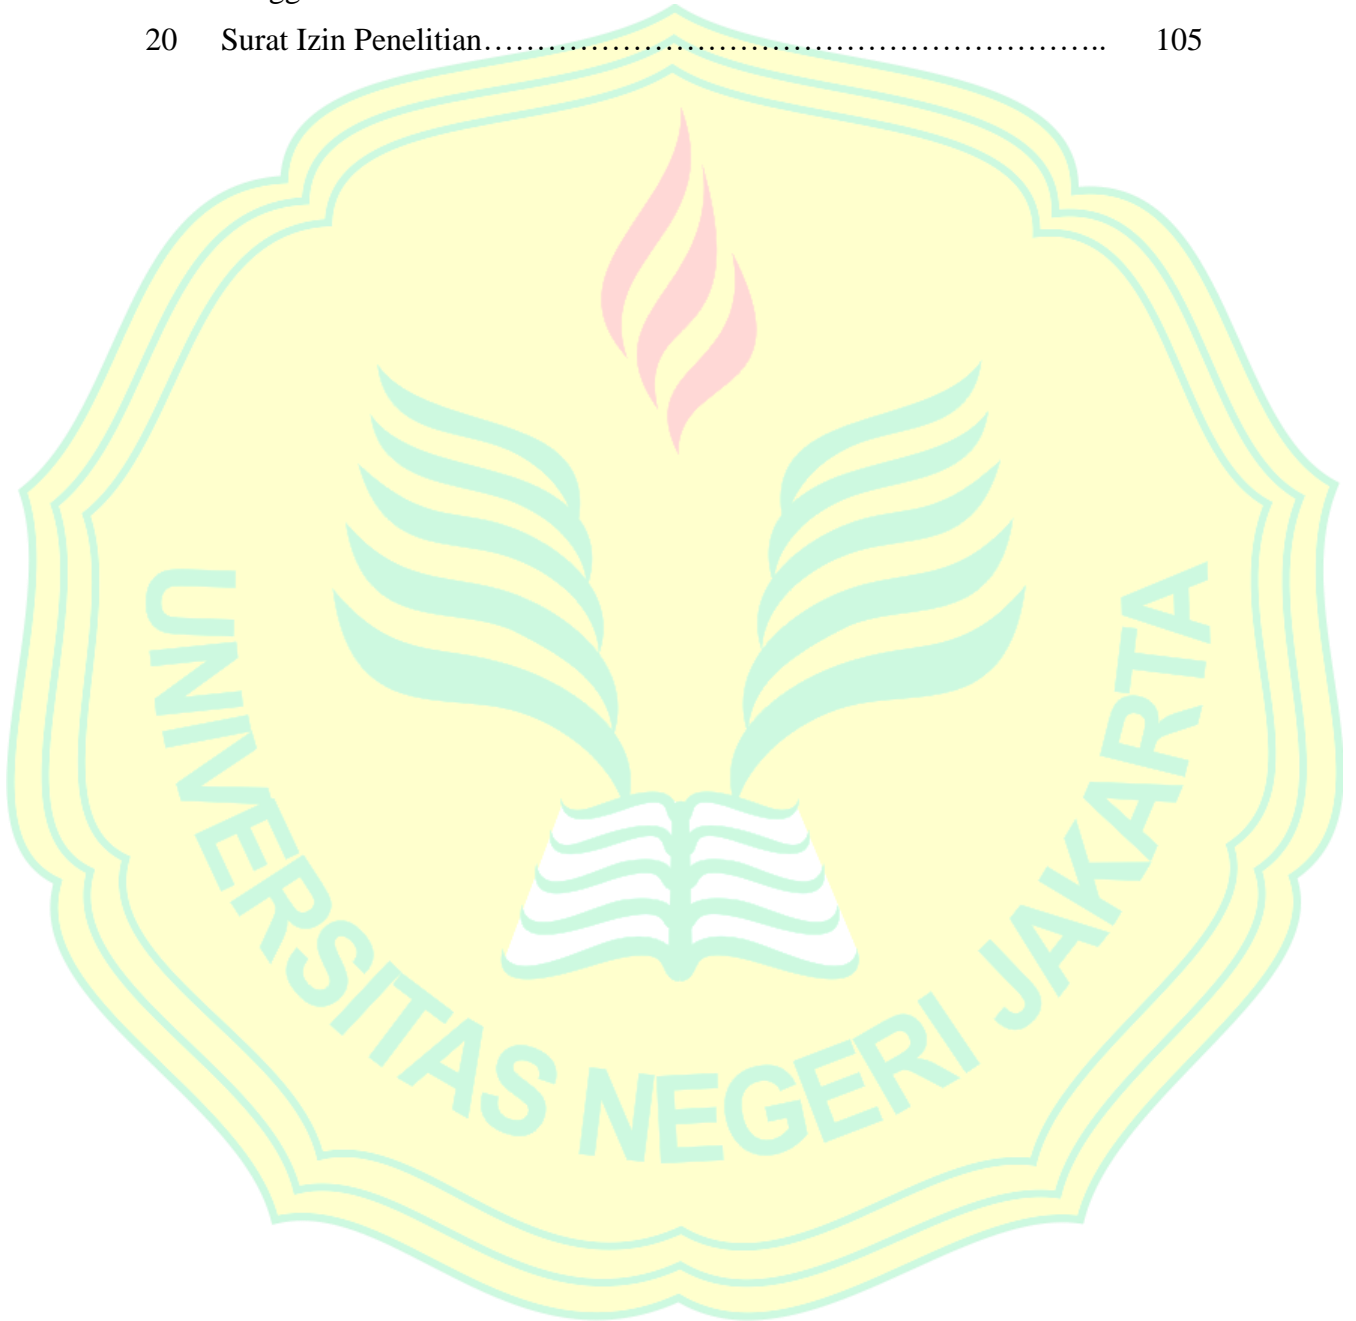 20 Surat Izin Penelitian………………………………………………….. 105
UNIVERSITAS NEGERI JAKARTA